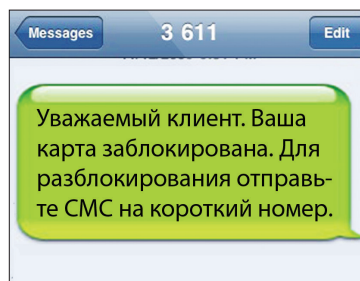 Messages 3 611 Edit
Уважаемый клиент. Ваша
карта заблокирована. Для
разблокирования отправь-
те СМС на короткий номер.